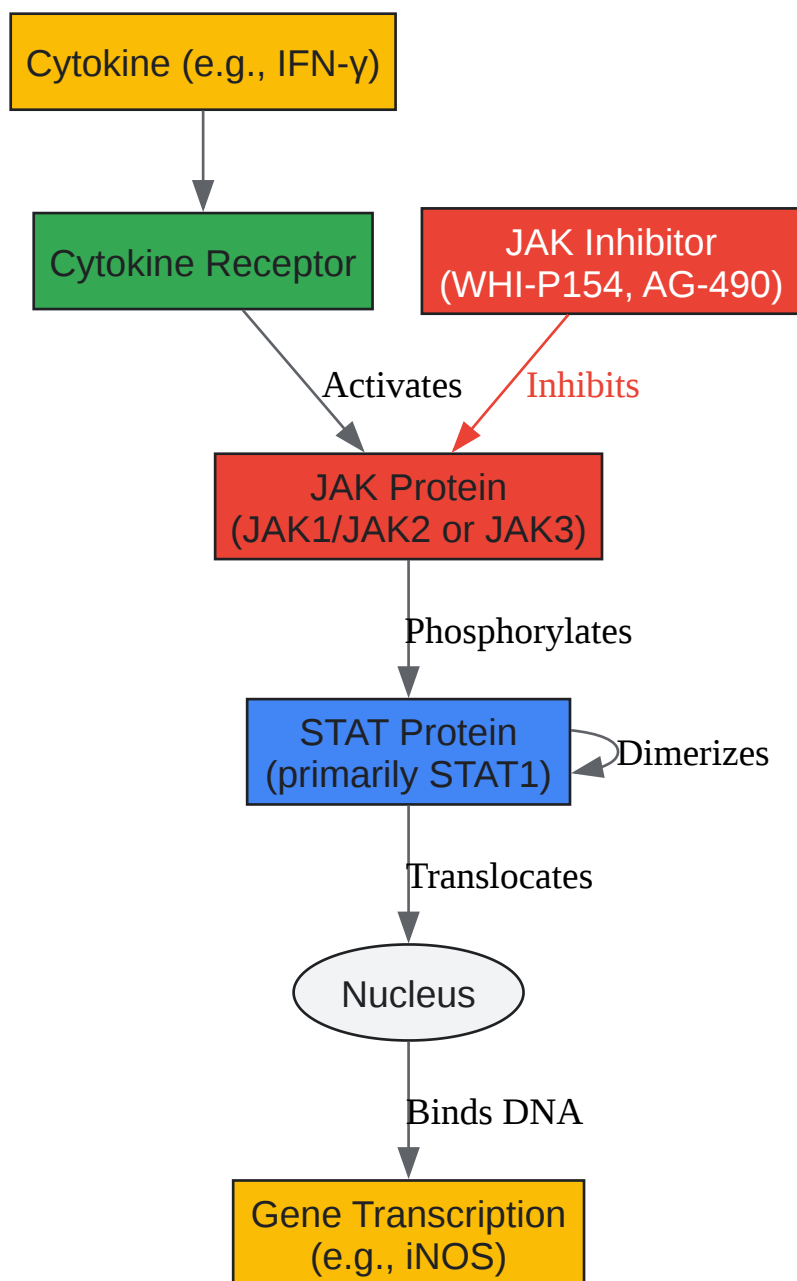 Cytokine (e.g., IFN-γ)
Cytokine Receptor
JAK Inhibitor
(WHI-P154, AG-490)
Activates
Inhibits
JAK Protein
(JAK1/JAK2 or JAK3)
Phosphorylates
STAT Protein
(primarily STAT1)
Dimerizes
Translocates
Nucleus
Binds DNA
Gene Transcription
(e.g., iNOS)